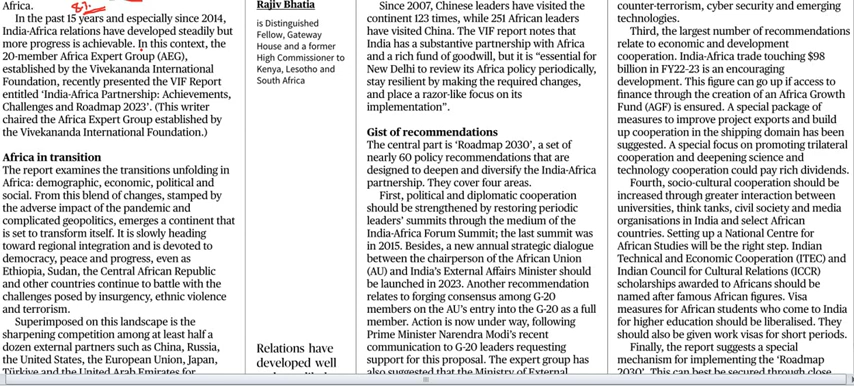 Africa.
8%
In the past 15 years and especially since 2014,
India-Africa relations have developed steadily but
more progress is achievable. In this context, the
20-member Africa Expert Group (AEG),
established by the Vivekananda International
Foundation, recently presented the VIF Report
entitled ‘India-Africa Partnership: Achievements,
Challenges and Roadmap 2023’. (This writer
chaired the Africa Expert Group established by
the Vivekananda International Foundation.)
Africa in transition
The report examines the transitions unfolding in
Africa: demographic, economic, political and
social. From this blend of changes, stamped by
the adverse impact of the pandemic and
complicated geopolitics, emerges a continent that
is set to transform itself. It is slowly heading
toward regional integration and is devoted to
democracy, peace and progress, even as
Ethiopia, Sudan, the Central African Republic
and other countries continue to battle with the
challenges posed by insurgency, ethnic violence
and terrorism.
Superimposed on this landscape is the
sharpening competition among at least half a
dozen external partners such as China, Russia,
the United States, the European Union, Japan,
Türkiye and the United Arab Emirates for
Rajiv Bhatia
is Distinguished
Fellow, Gateway
House and a former
High Commissioner to
Kenya, Lesotho and
South Africa
Relations have
developed well
Since 2007, Chinese leaders have visited the
continent 123 times, while 251 African leaders
have visited China. The VIF report notes that
India has a substantive partnership with Africa
and a rich fund of goodwill, but it is “essential for
New Delhi to review its Africa policy periodically,
stay resilient by making the required changes,
and place a razor-like focus on its
implementation”.
Gist of recommendations
The central part is ‘Roadmap 2030’, a set of
nearly 60 policy recommendations that are
designed to deepen and diversify the India-Africa
partnership. They cover four areas.
First, political and diplomatic cooperation
should be strengthened by restoring periodic
leaders’ summits through the medium of the
India-Africa Forum Summit; the last summit was
in 2015. Besides, a new annual strategic dialogue
between the chairperson of the African Union
(AU) and India’s External Affairs Minister should
be launched in 2023. Another recommendation
relates to forging consensus among G-20
members on the AU’s entry into the G-20 as a full
member. Action is now under way, following
Prime Minister Narendra Modi’s recent
communication to G-20 leaders requesting
support for this proposal. The expert group has
also suggested that the Ministry of External
counter-terrorism, cyber security and emerging
technologies.
Third, the largest number of recommendations
relate to economic and development
cooperation. India-Africa trade touching $98
billion in FY22-23 is an encouraging
development. This figure can go up if access to
finance through the creation of an Africa Growth
Fund (AGF) is ensured. A special package of
measures to improve project exports and build
up cooperation in the shipping domain has been
suggested. A special focus on promoting trilateral
cooperation and deepening science and
technology cooperation could pay rich dividends.
Fourth, socio-cultural cooperation should be
increased through greater interaction between
universities, think tanks, civil society and media
organisations in India and select African
countries. Setting up a National Centre for
African Studies will be the right step. Indian
Technical and Economic Cooperation (ITEC) and
Indian Council for Cultural Relations (ICCR)
scholarships awarded to Africans should be
named after famous African figures. Visa
measures for African students who come to India
for higher education should be liberalised. They
should also be given work visas for short periods.
Finally, the report suggests a special
mechanism for implementing the ‘Roadmap
2030’. This can best be secured through close